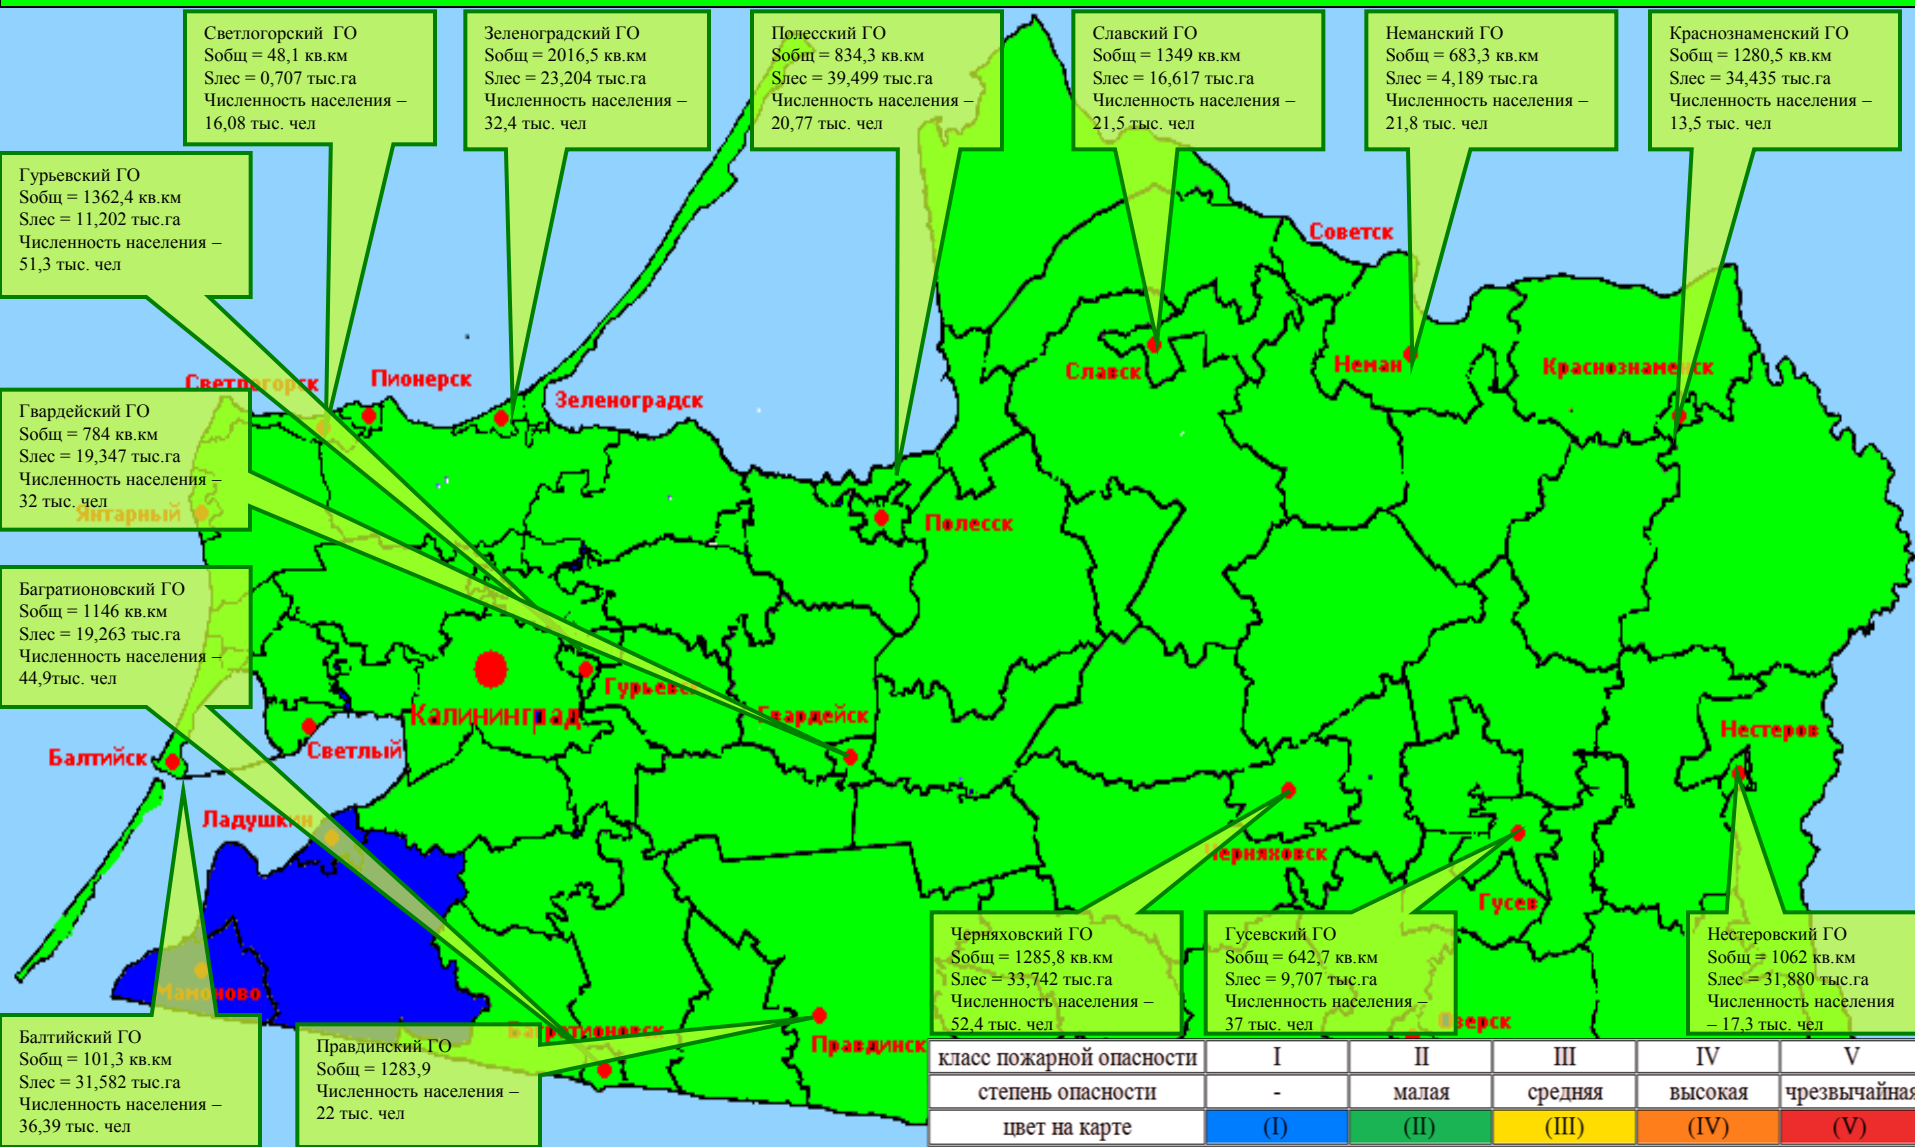 Светлогорский ГО
Sобщ = 48,1 кв.км
Sлес = 0,707 тыс.га
Численность населения –
16,08 тыс. чел
Зеленоградский ГО
Sобщ = 2016,5 кв.км
Sлес = 23,204 тыс.га
Численность населения –
32,4 тыс. чел
Полесский ГО
Sобщ = 834,3 кв.км
Sлес = 39,499 тыс.га
Численность населения –
20,77 тыс. чел
Славский ГО
Sобщ = 1349 кв.км
Sлес = 16,617 тыс.га
Численность населения –
21,5 тыс. чел
Неманский ГО
Sобщ = 683,3 кв.км
Sлес = 4,189 тыс.га
Численность населения –
21,8 тыс. чел
Краснознаменский ГО
Sобщ = 1280,5 кв.км
Sлес = 34,435 тыс.га
Численность населения –
13,5 тыс. чел
Гурьевский ГО
Sобщ = 1362,4 кв.км
Sлес = 11,202 тыс.га
Численность населения –
51,3 тыс. чел
Советск
Светлогорск
Пионерск
Зеленоградск
Славск
Неман
Краснознаменск
Гвардейский ГО
Sобщ = 784 кв.км
Sлес = 19,347 тыс.га
Численность населения –
32 тыс. чел
Янтарный
Полесск
Багратионовский ГО
Sобщ = 1146 кв.км
Sлес = 19,263 тыс.га
Численность населения –
44,9тыс. чел
Гурьевск
Калининград
Гвардейск
Нестеров
Балтийск
Светлый
Ладушкин
Черняховск
Гусев
Мамоново
Багратионовск
Правдинск
Озерск
Черняховский ГО
Sобщ = 1285,8 кв.км
Sлес = 33,742 тыс.га
Численность населения –
52,4 тыс. чел
Гусевский ГО
Sобщ = 642,7 кв.км
Sлес = 9,707 тыс.га
Численность населения –
37 тыс. чел
Нестеровский ГО
Sобщ = 1062 кв.км
Sлес = 31,880 тыс.га
Численность населения
– 17,3 тыс. чел
Балтийский ГО
Sобщ = 101,3 кв.км
Sлес = 31,582 тыс.га
Численность населения –
36,39 тыс. чел
Правдинский ГО
Sобщ = 1283,9
Численность населения –
22 тыс. чел
класс пожарной опасности I II III IV V
степень опасности - малая средняя высокая чрезвычайная
цвет на карте (I) (II) (III) (IV) (V)